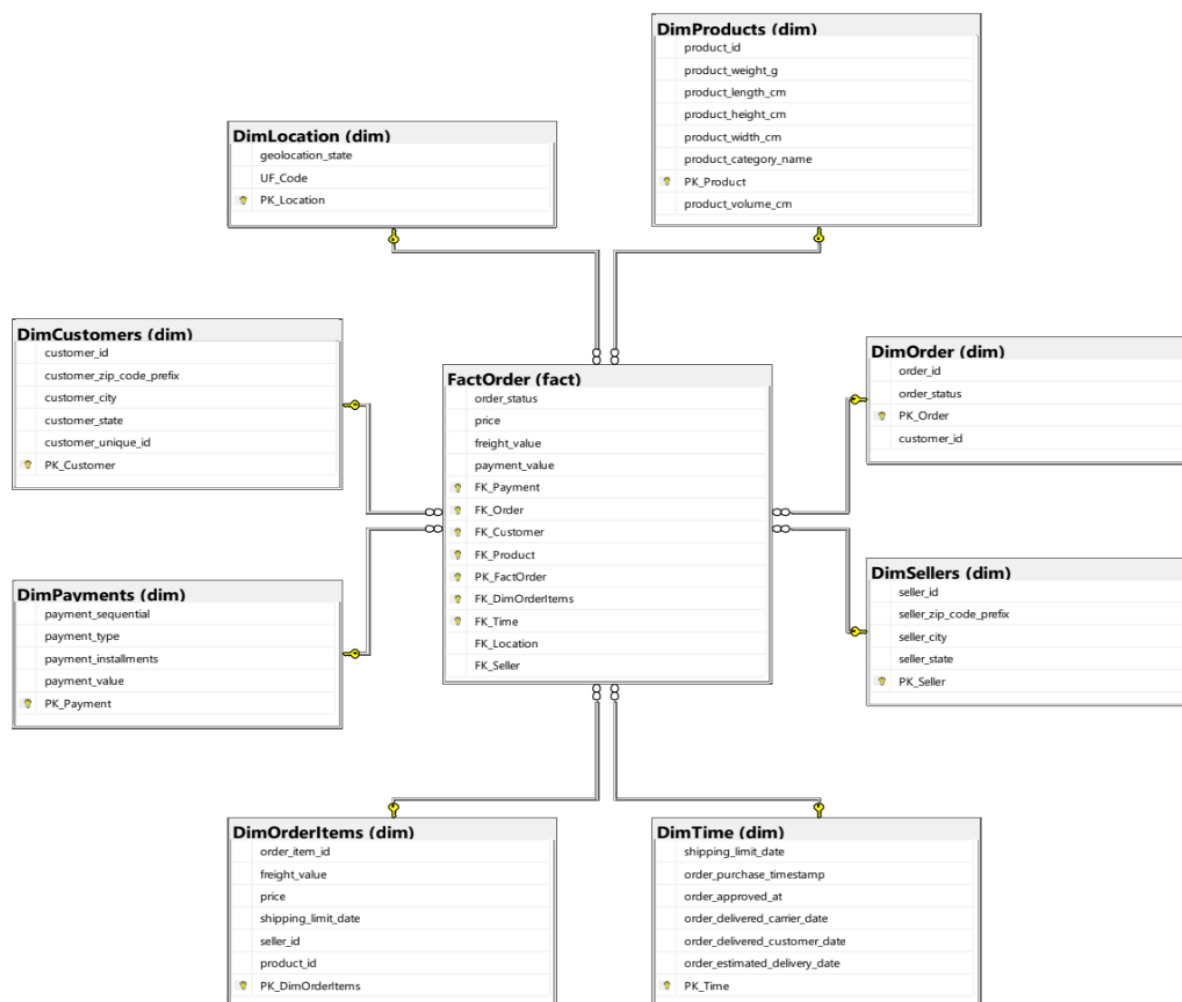 DimProducts (dim)
product_id
product_weight_g
product_length_cm
product_height_cm
product_width_cm
product_category_name
PK_Product
product_volume_cm
DimLocation (dim)
geolocation_state
UF_Code
PK_Location
DimCustomers (dim)
customer_id
customer_zip_code_prefix
customer_city
customer_state
customer_unique_id
PK_Customer
FactOrder (fact)
order_status
price
freight_value
payment_value
FK_Payment
FK_Order
FK_Customer
FK_Product
PK_FactOrder
FK_DimOrderItems
FK_Time
FK_Location
FK_Seller
DimOrder (dim)
order_id
order_status
PK_Order
customer_id
DimPayments (dim)
payment_sequential
payment_type
payment_installments
payment_value
PK_Payment
DimSellers (dim)
seller_id
seller_zip_code_prefix
seller_city
seller_state
PK_Seller
DimOrderItems (dim)
order_item_id
freight_value
price
shipping_limit_date
seller_id
product_id
PK_DimOrderItems
DimTime (dim)
shipping_limit_date
order_purchase_timestamp
order_approved_at
order_delivered_carrier_date
order_delivered_customer_date
order_estimated_delivery_date
PK_Time